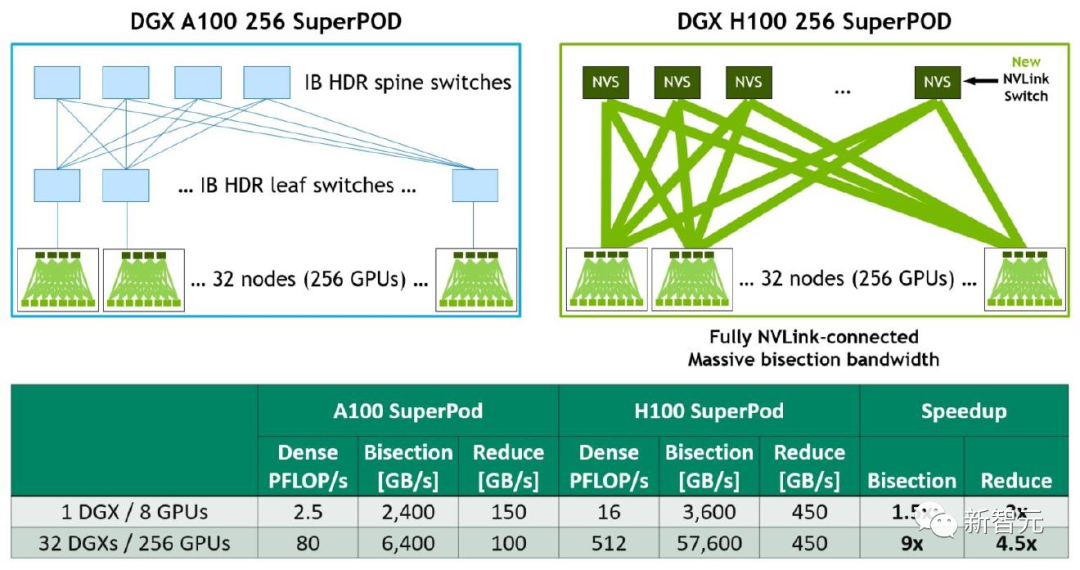 DGX A100 256 SuperPOD
IB HDR spine switches
... IB HDR leaf switches ...
... 32 nodes (256 GPUs) ...
DGX H100 256 SuperPOD
NVS NVS NVS ... NVS
New
NVLink
Switch
... 32 nodes (256 GPUs) ...
Fully NVLink-connected
Massive bisection bandwidth
A100 SuperPod H100 SuperPod Speedup
Dense Bisection Reduce Dense Bisection Reduce
PFLOP/s [GB/s] [GB/s] PFLOP/s [GB/s] [GB/s] Bisection Reduce
1 DGX / 8 GPUs 2.5 2,400 150 16 3,600 450 1.5x 3x
32 DGXs / 256 GPUs 80 6,400 100 512 57,600 450 9x 4.5x
新智元